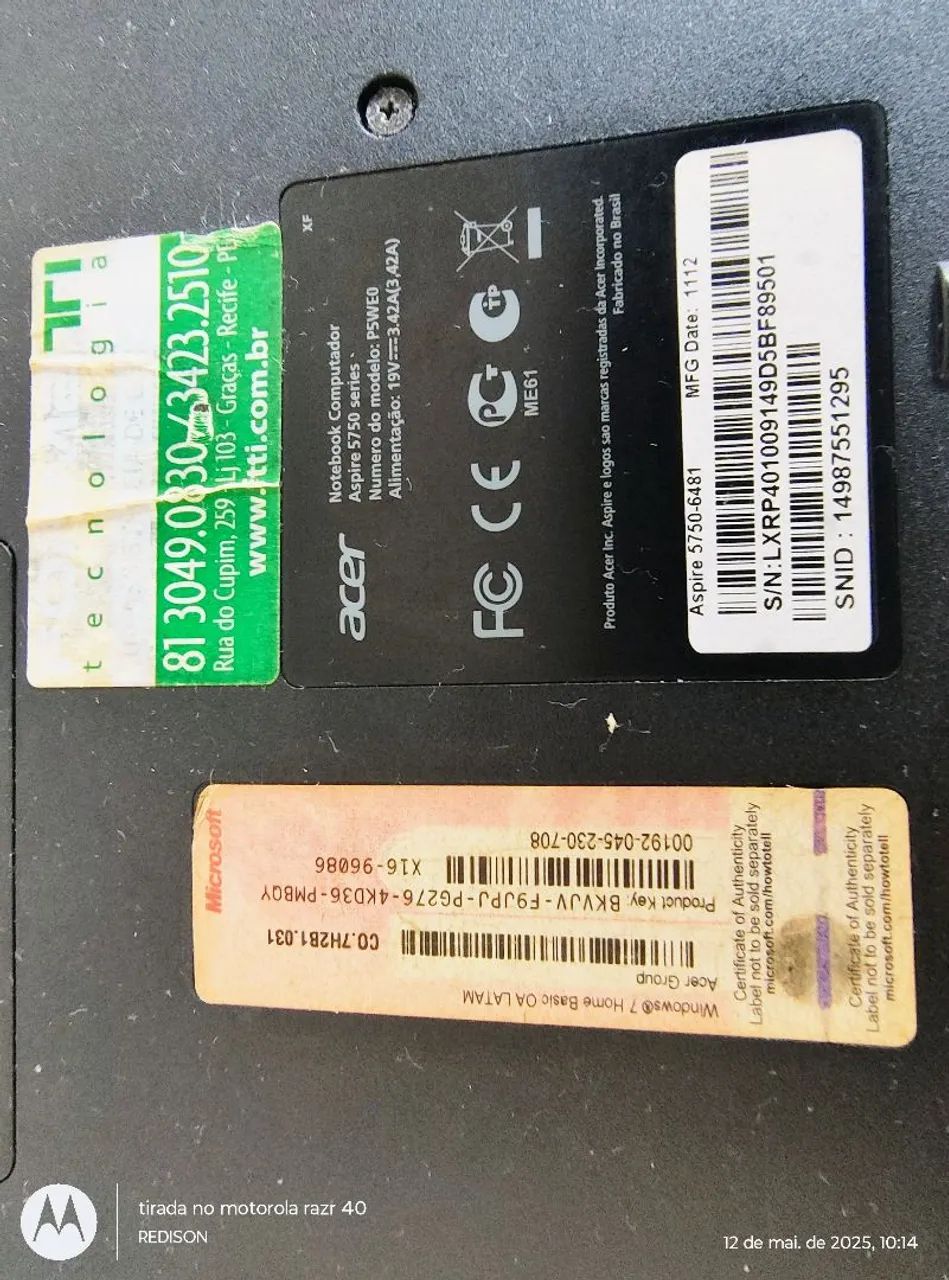 TTI
tecnologia
81 3049.0830/3423.2510
Rua do Cupim, 259 Lj 103 - Graças - Recife - PE
www.tti.com.br
XF
acer
Notebook Computador
Aspire 5750 series
Numero do modelo: P5WE0
Alimentação: 19V⎓3.42A(3,42A)
FC CE PCT TP
ME61
Produto Acer Inc. Aspire e logos sao marcas registradas da Acer Incorporated.
Fabricado no Brasil
Aspire 5750-6481 MFG Date: 1112
S/N:LXRP4010009149D5BF89501
SNID : 14987551295
Microsoft
Windows® 7 Home Basic OA LATAM
Acer Group
CO.7H2B1.031
Product Key: BKVJV-F9JPJ-PG276-4KD36-PMBQY
X16-96086
00192-045-230-708
Certificate of Authenticity
Label not to be sold separately
microsoft.com/howtotell
Certificate of Authenticity
Label not to be sold separately
microsoft.com/howtotell
tirada no motorola razr 40
REDISON
12 de mai. de 2025, 10:14